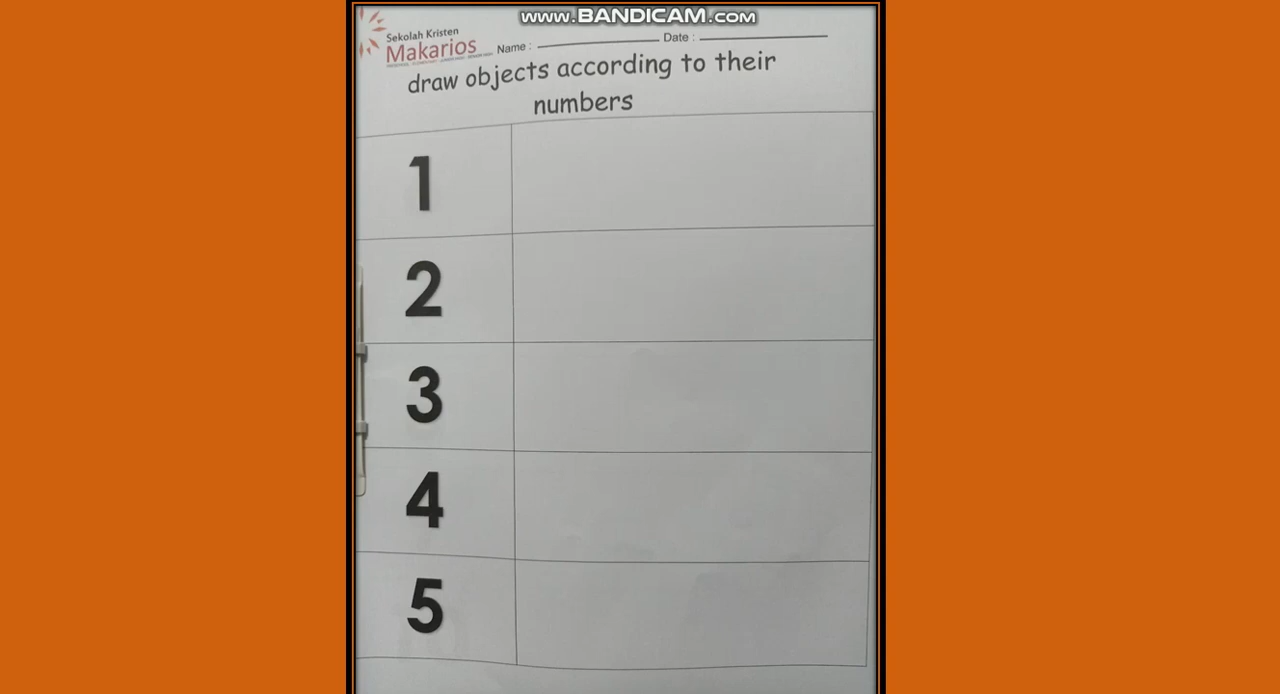 www.BANDICAM.com
Sekolah Kristen
Makarios
Name : Date :
draw objects according to their
numbers
1
2
3
4
5